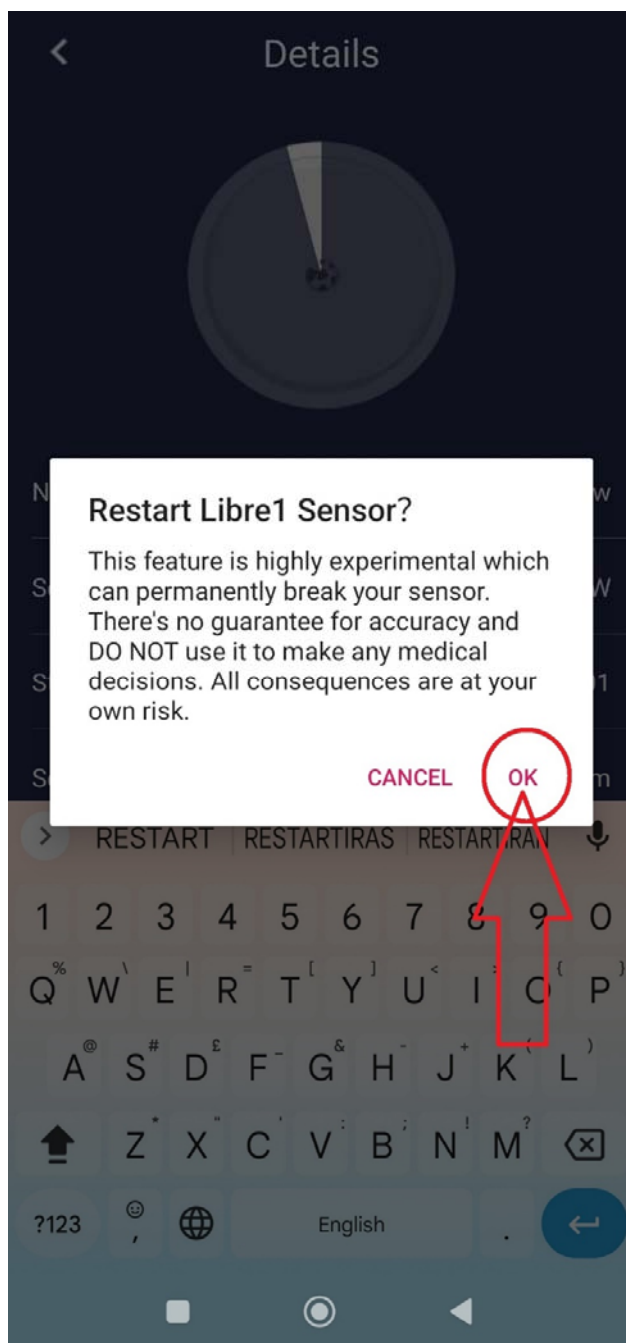 Details
N w
Restart Libre1 Sensor?
This feature is highly experimental which
can permanently break your sensor.
There's no guarantee for accuracy and
DO NOT use it to make any medical
decisions. All consequences are at your
own risk.
CANCEL OK
RESTART RESTARTIRAS RESTARTIRAN
1 2 3 4 5 6 7 8 9 0
Q% W\ E| R= T[ Y] U< I> O{ P}
A@ S# D£ F_ G& H- J+ K( L)
Z* X" C' V: B; N! M?
?123 , English .